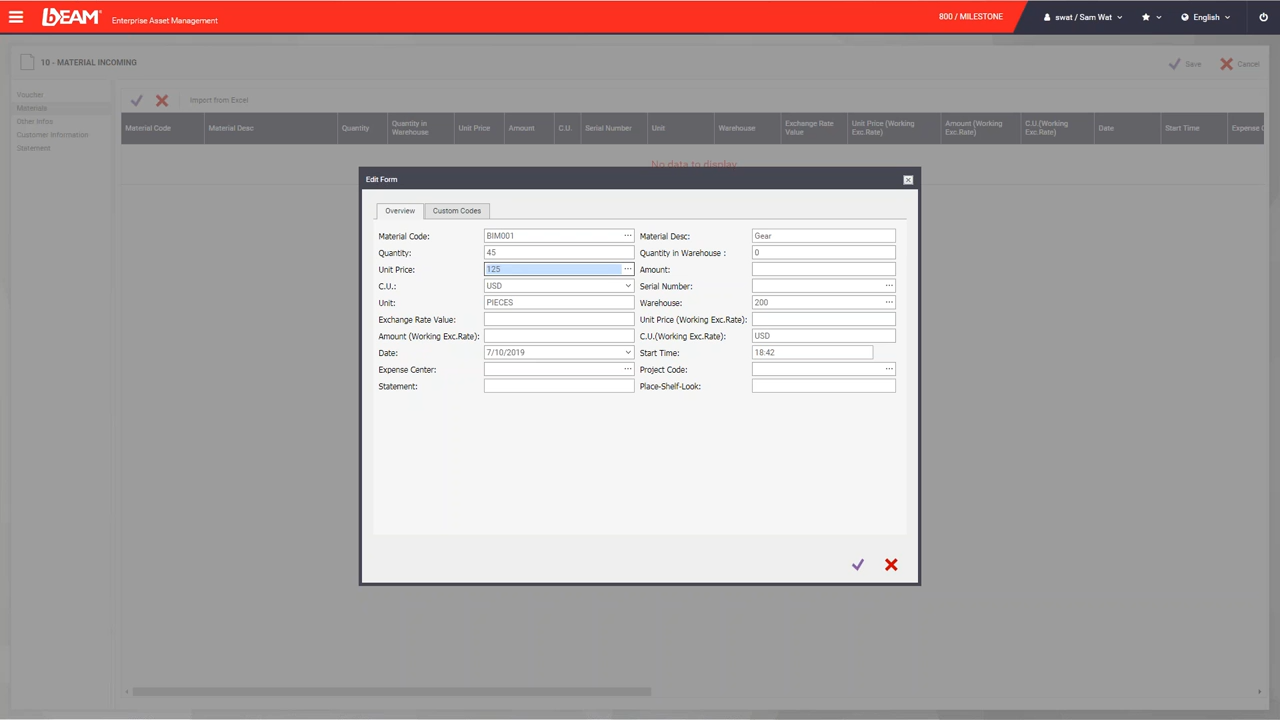 bEAM® Enterprise Asset Management 800 / MILESTONE swat / Sam Wat English
10 - MATERIAL INCOMING Save Cancel
Voucher
Materials
Other Infos
Customer Information
Statement
Import from Excel
Material Code Material Desc Quantity Quantity in Warehouse Unit Price Amount C.U. Serial Number Unit Warehouse Exchange Rate Value Unit Price (Working Exc.Rate) Amount (Working Exc.Rate) C.U.(Working Exc.Rate) Date Start Time Expense C
No data to display
Edit Form
Overview Custom Codes
Material Code: BIM001 Material Desc: Gear
Quantity: 45 Quantity in Warehouse : 0
Unit Price: 125 Amount:
C.U.: USD Serial Number:
Unit: PIECES Warehouse: 200
Exchange Rate Value: Unit Price (Working Exc.Rate):
Amount (Working Exc.Rate): C.U.(Working Exc.Rate): USD
Date: 7/10/2019 Start Time: 18:42
Expense Center: Project Code:
Statement: Place-Shelf-Look: